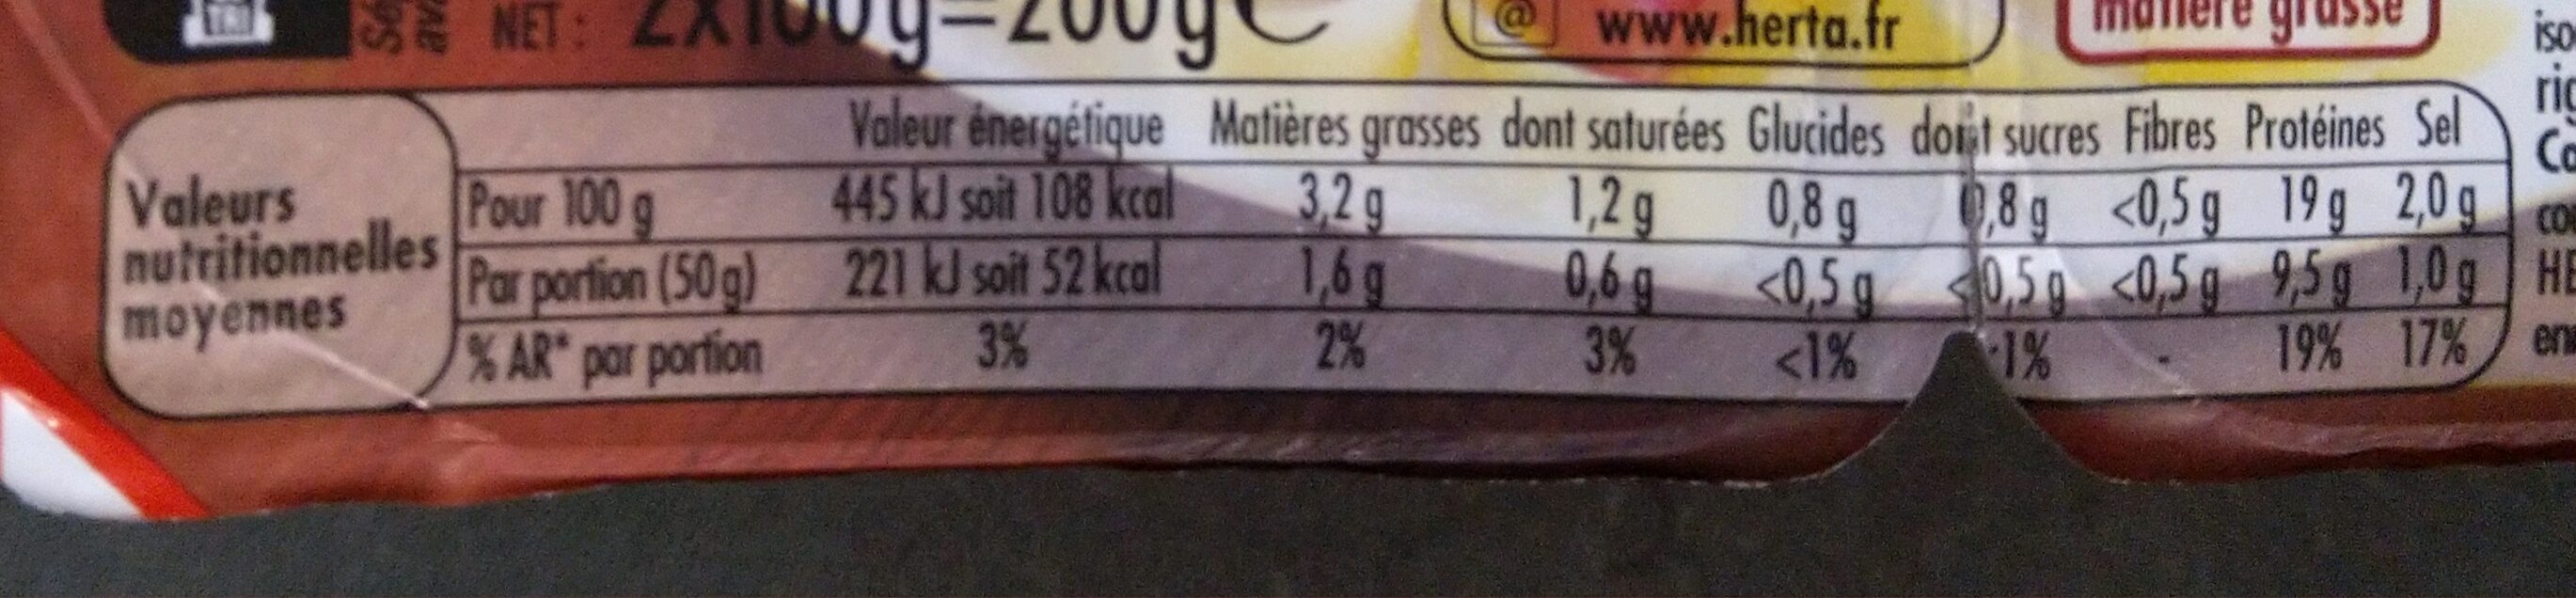 TRI
NET : 2x100g=200g e
@ www.herta.fr
matière grasse
Valeurs
nutritionnelles
moyennes
Valeur énergétique Matières grasses dont saturées Glucides dont sucres Fibres Protéines Sel
Pour 100 g 445 kJ soit 108 kcal 3,2 g 1,2 g 0,8 g 0,8 g <0,5 g 19 g 2,0 g
Par portion (50g) 221 kJ soit 52 kcal 1,6 g 0,6 g <0,5 g <0,5 g <0,5 g 9,5 g 1,0 g
% AR* par portion 3% 2% 3% <1% <1% - 19% 17%